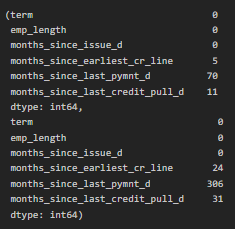 (term                              0
 emp_length                        0
 months_since_issue_d              0
 months_since_earliest_cr_line     5
 months_since_last_pymnt_d        70
 months_since_last_credit_pull_d  11
 dtype: int64,
 term                               0
 emp_length                         0
 months_since_issue_d               0
 months_since_earliest_cr_line     24
 months_since_last_pymnt_d        306
 months_since_last_credit_pull_d   31
 dtype: int64)